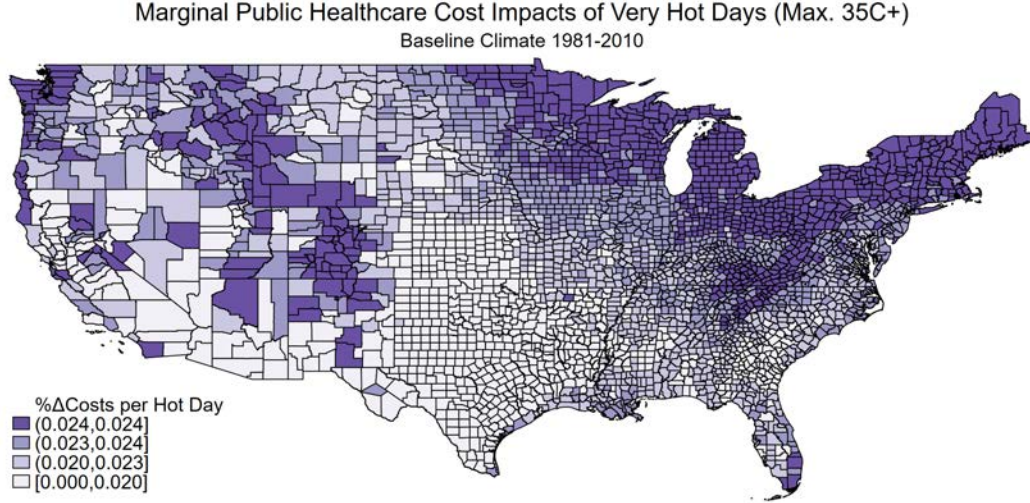 Marginal Public Healthcare Cost Impacts of Very Hot Days (Max. 35C+)
Baseline Climate 1981-2010
%ΔCosts per Hot Day
(0.024,0.024]
(0.023,0.024]
(0.020,0.023]
[0.000,0.020]